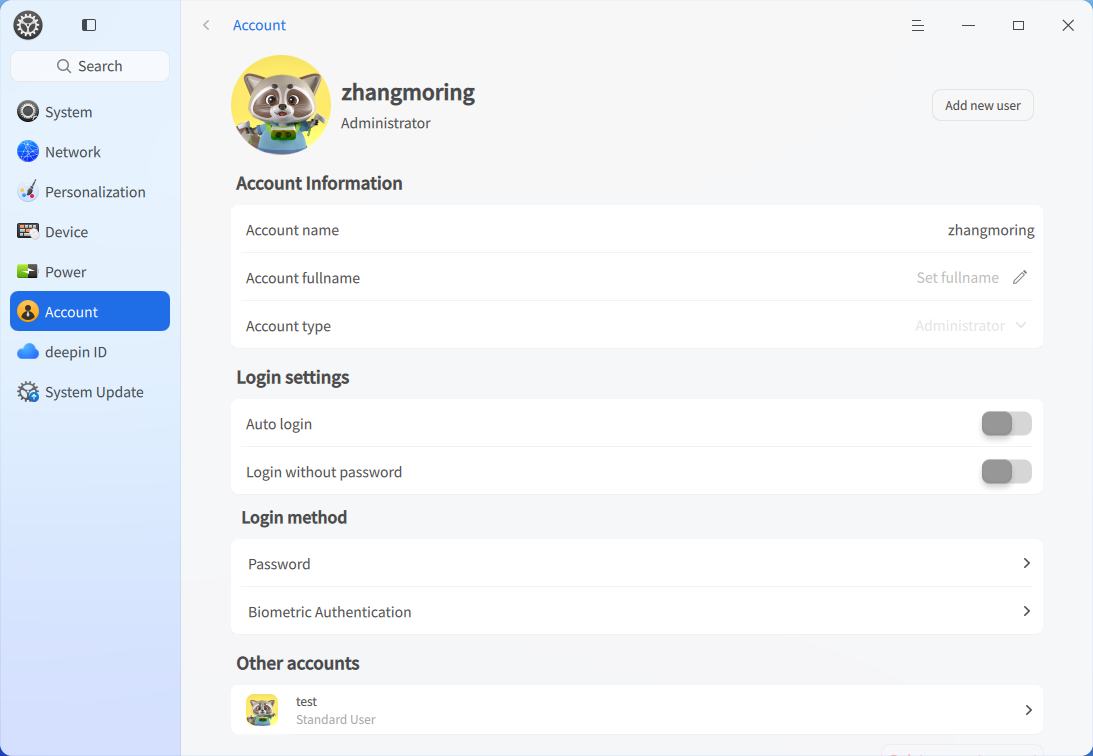 Account
Search
System
Network
Personalization
Device
Power
Account
deepin ID
System Update
zhangmoring
Administrator
Add new user
Account Information
Account name
zhangmoring
Account fullname
Set fullname
Account type
Administrator
Login settings
Auto login
Login without password
Login method
Password
Biometric Authentication
Other accounts
test
Standard User